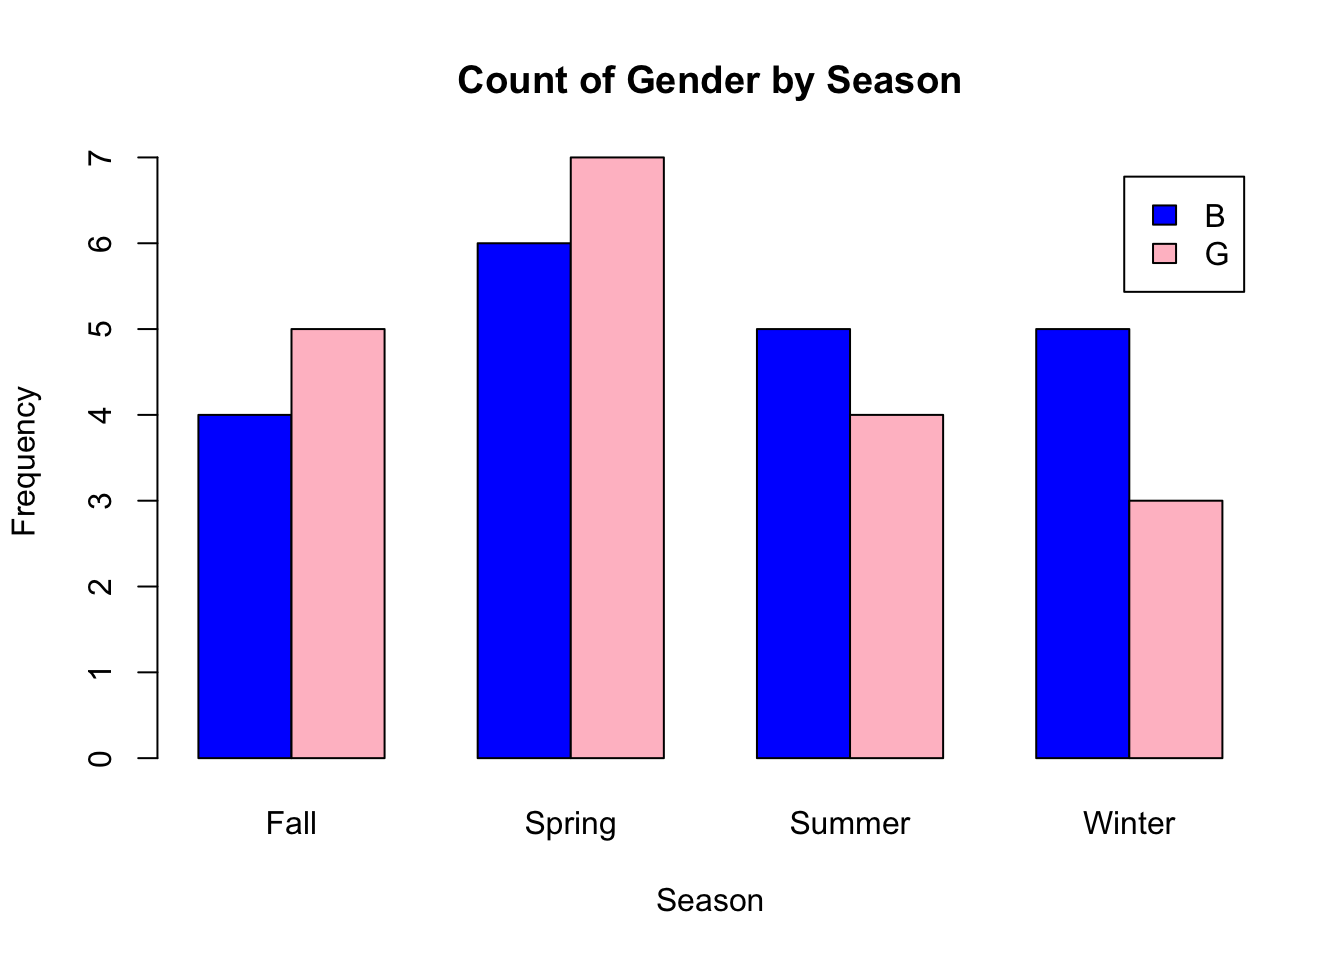 Count of Gender by Season
7
6
5
4
3
2
1
0
Frequency
B
G
Fall Spring Summer Winter
Season